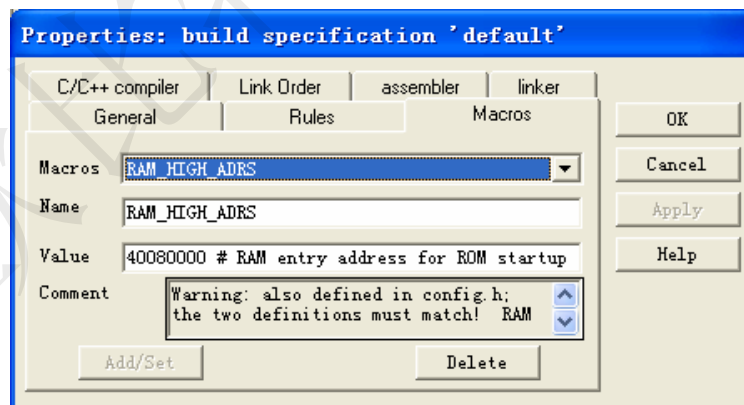 Properties: build specification 'default'
C/C++ compiler Link Order assembler linker
General Rules Macros
OK
Macros RAM_HIGH_ADRS
Cancel
Name RAM_HIGH_ADRS
Apply
Value 40080000 # RAM entry address for ROM startup
Help
Comment Warning: also defined in config.h;
the two definitions must match! RAM
Add/Set Delete